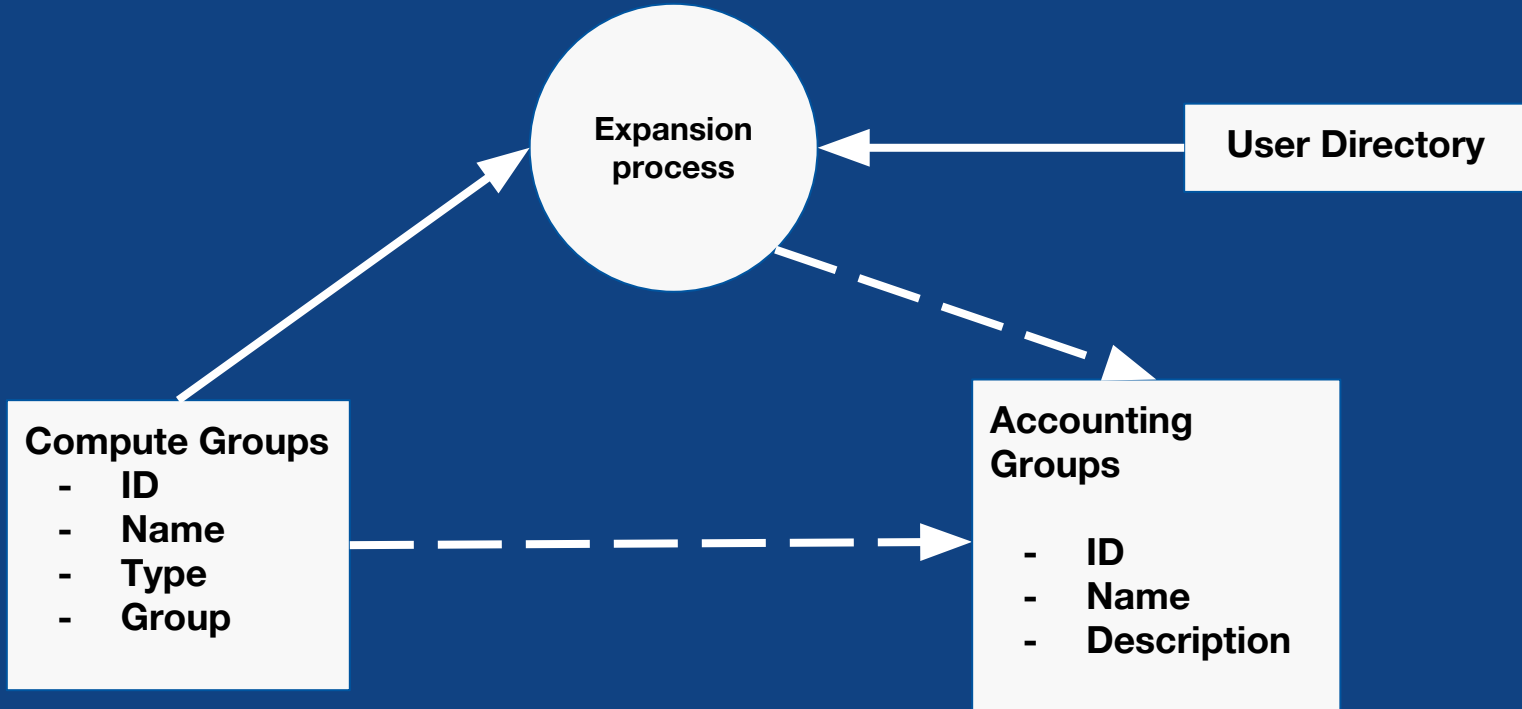 Expansion
process
User Directory
Compute Groups
- ID
- Name
- Type
- Group
Accounting
Groups
- ID
- Name
- Description